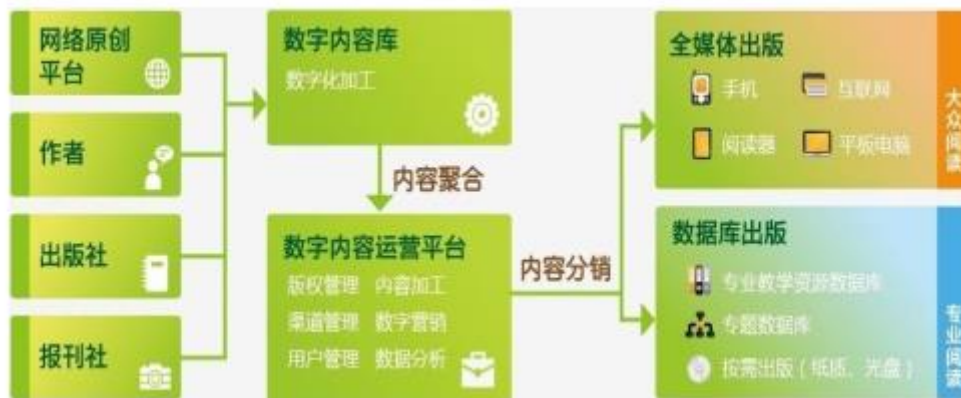 网络原创
平台
作者
出版社
报刊社
数字内容库
数字化加工
内容聚合
数字内容运营平台
版权管理 内容加工
渠道管理 数字营销
用户管理 数据分析
内容分销
全媒体出版
手机 互联网
阅读器 平板电脑
大众阅读
数据库出版
专业教学资源数据库
专题数据库
按需出版（纸质、光盘）
专业阅读